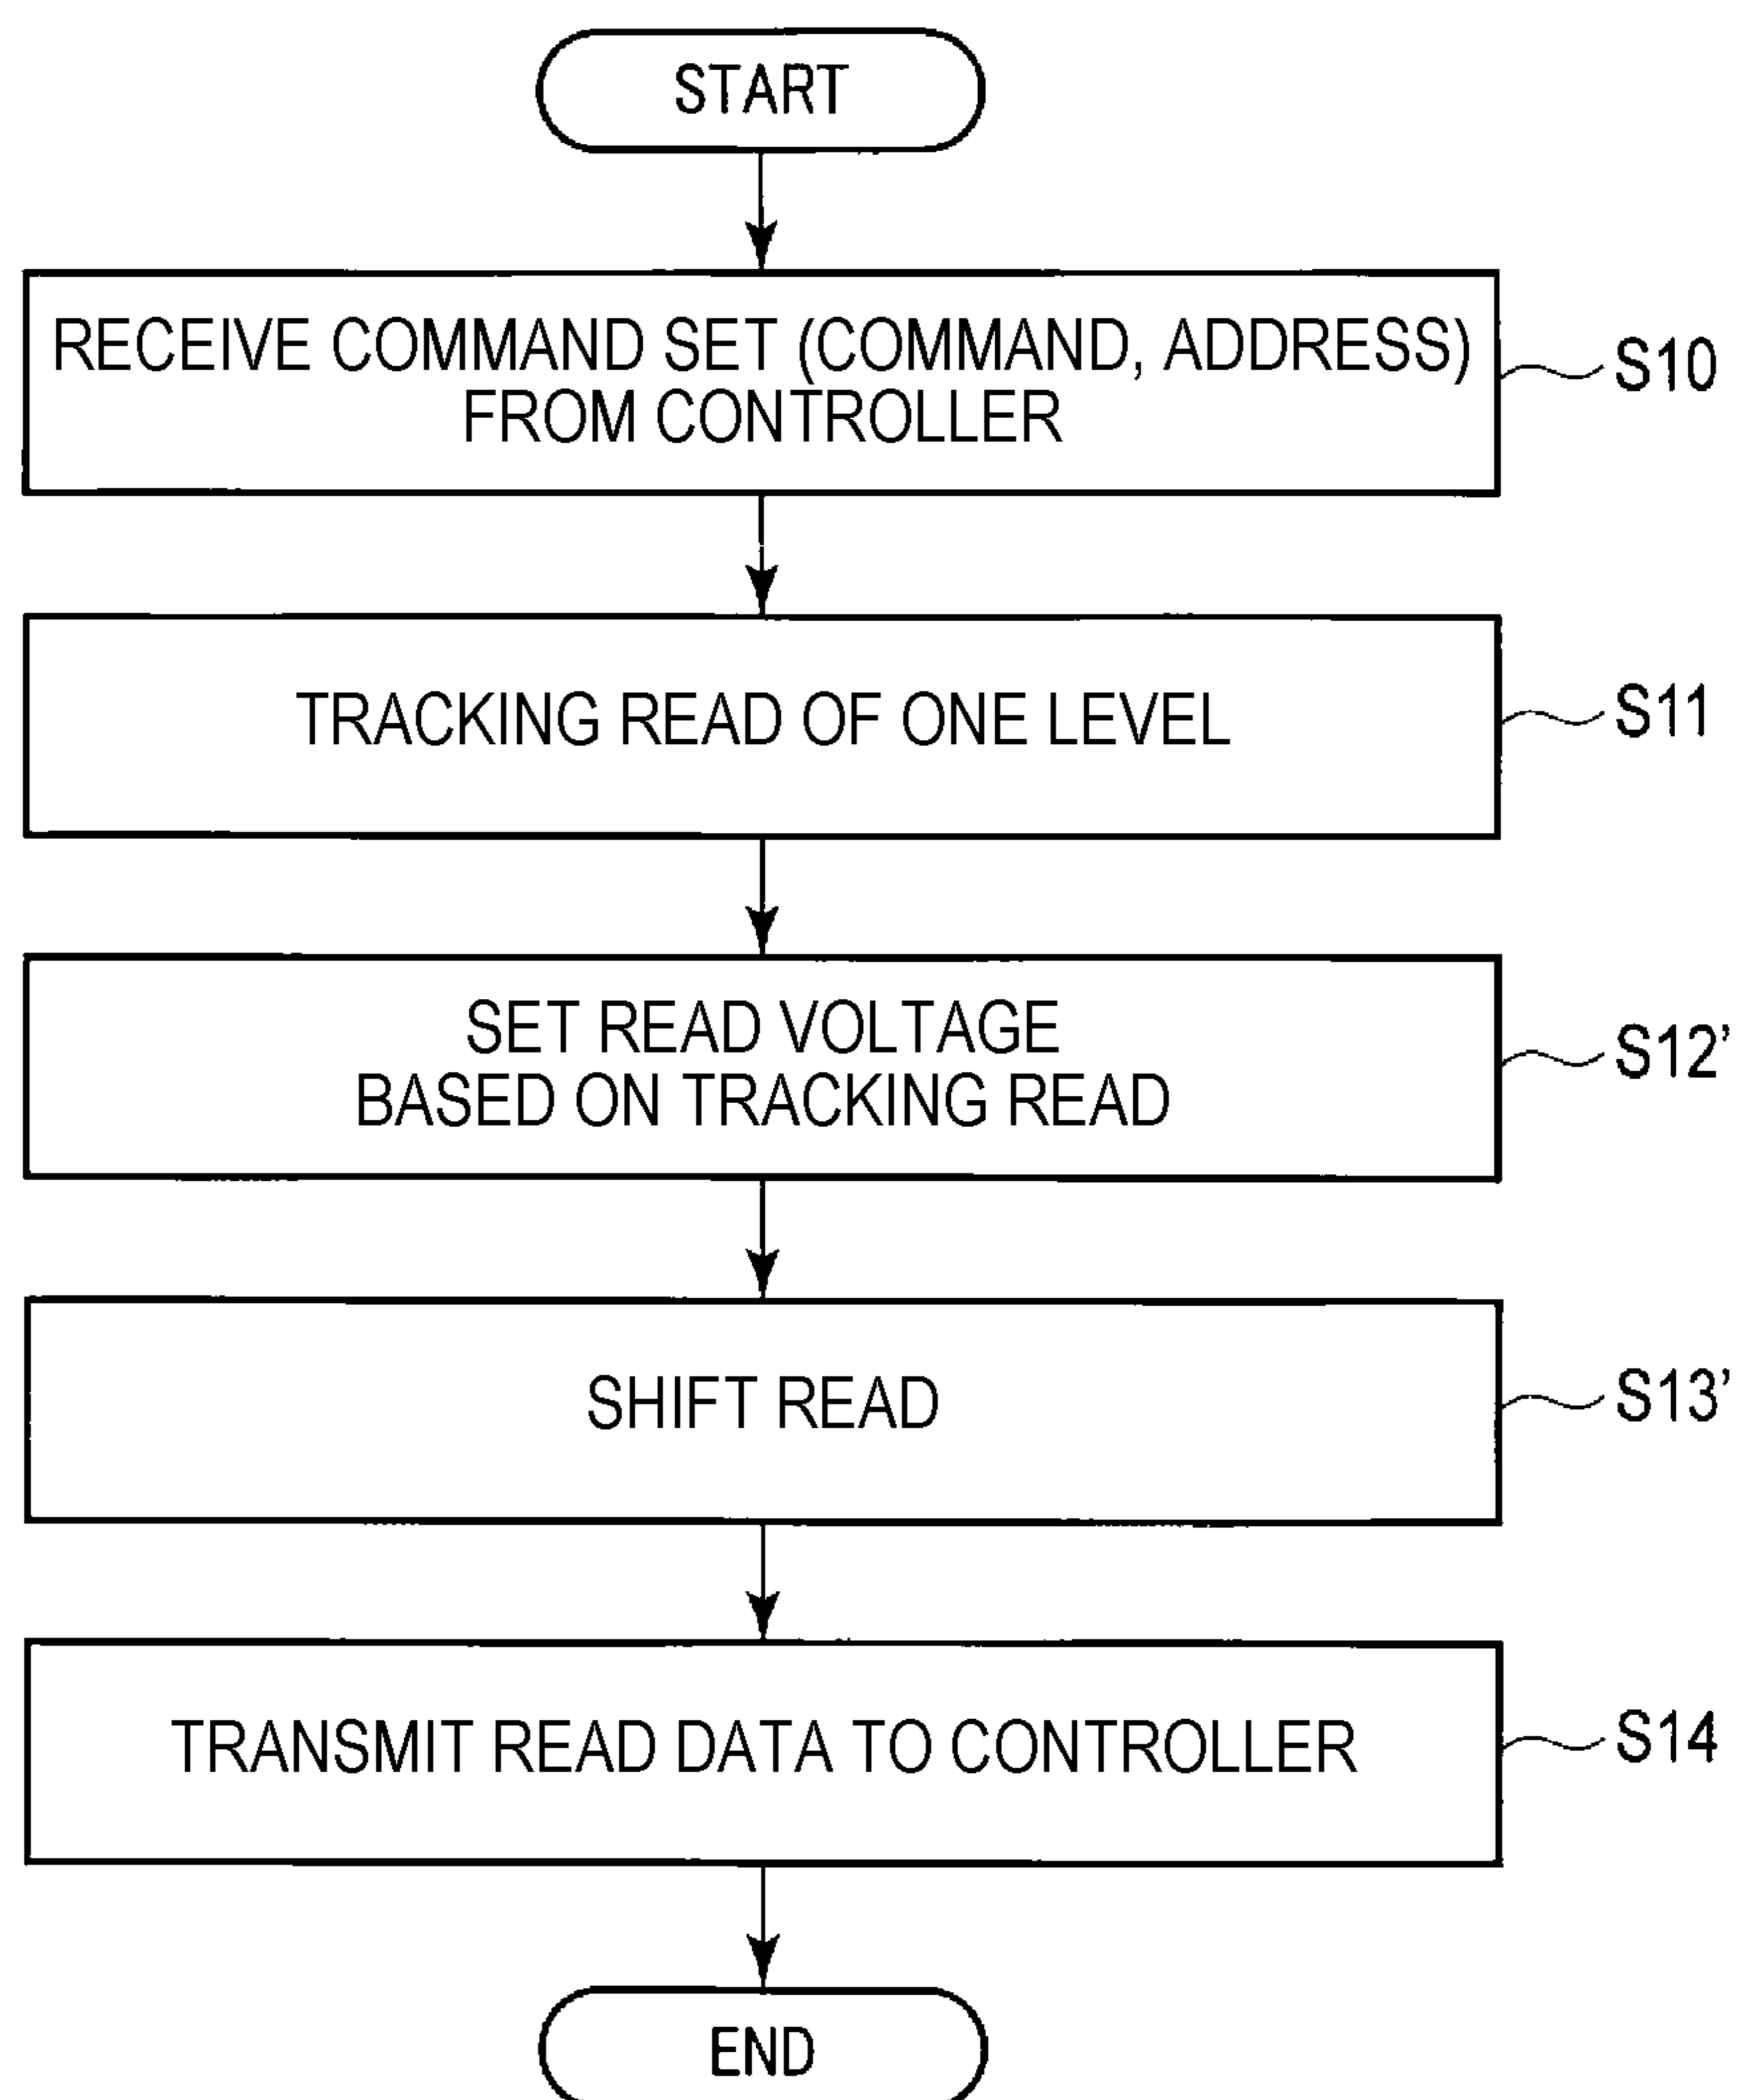 START
RECEIVE COMMAND SET (COMMAND, ADDRESS)
FROM CONTROLLER
S10
TRACKING READ OF ONE LEVEL
S11
SET READ VOLTAGE
BASED ON TRACKING READ
S12'
SHIFT READ
S13'
TRANSMIT READ DATA TO CONTROLLER
S14
END